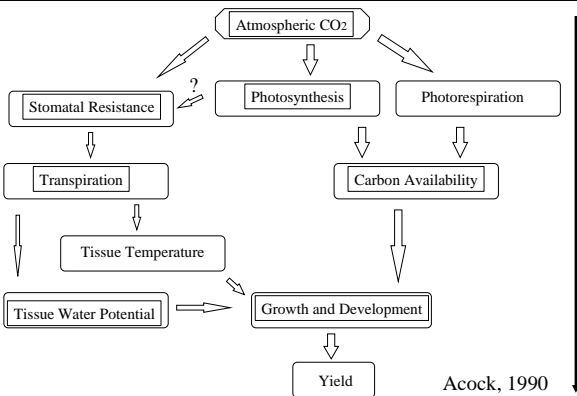 Atmospheric CO2
?
Stomatal Resistance
Photosynthesis
Photorespiration
Transpiration
Carbon Availability
Tissue Temperature
Tissue Water Potential
Growth and Development
Yield
Acock, 1990